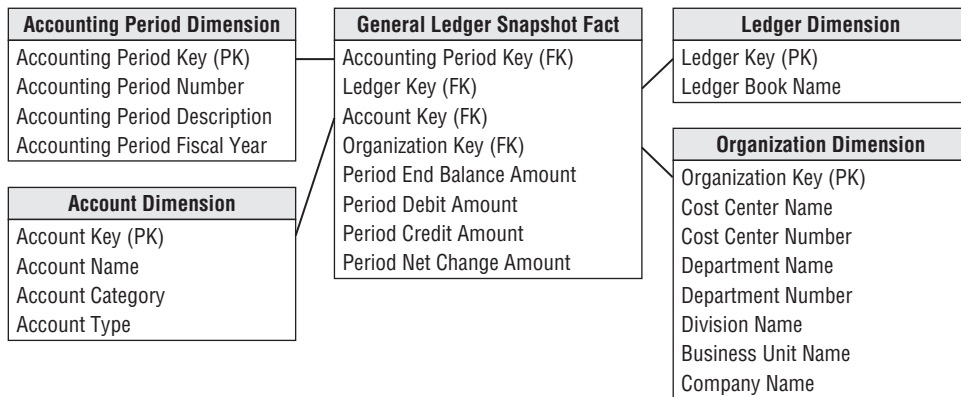 Accounting Period Dimension
Accounting Period Key (PK)
Accounting Period Number
Accounting Period Description
Accounting Period Fiscal Year
Account Dimension
Account Key (PK)
Account Name
Account Category
Account Type
General Ledger Snapshot Fact
Accounting Period Key (FK)
Ledger Key (FK)
Account Key (FK)
Organization Key (FK)
Period End Balance Amount
Period Debit Amount
Period Credit Amount
Period Net Change Amount
Ledger Dimension
Ledger Key (PK)
Ledger Book Name
Organization Dimension
Organization Key (PK)
Cost Center Name
Cost Center Number
Department Name
Department Number
Division Name
Business Unit Name
Company Name